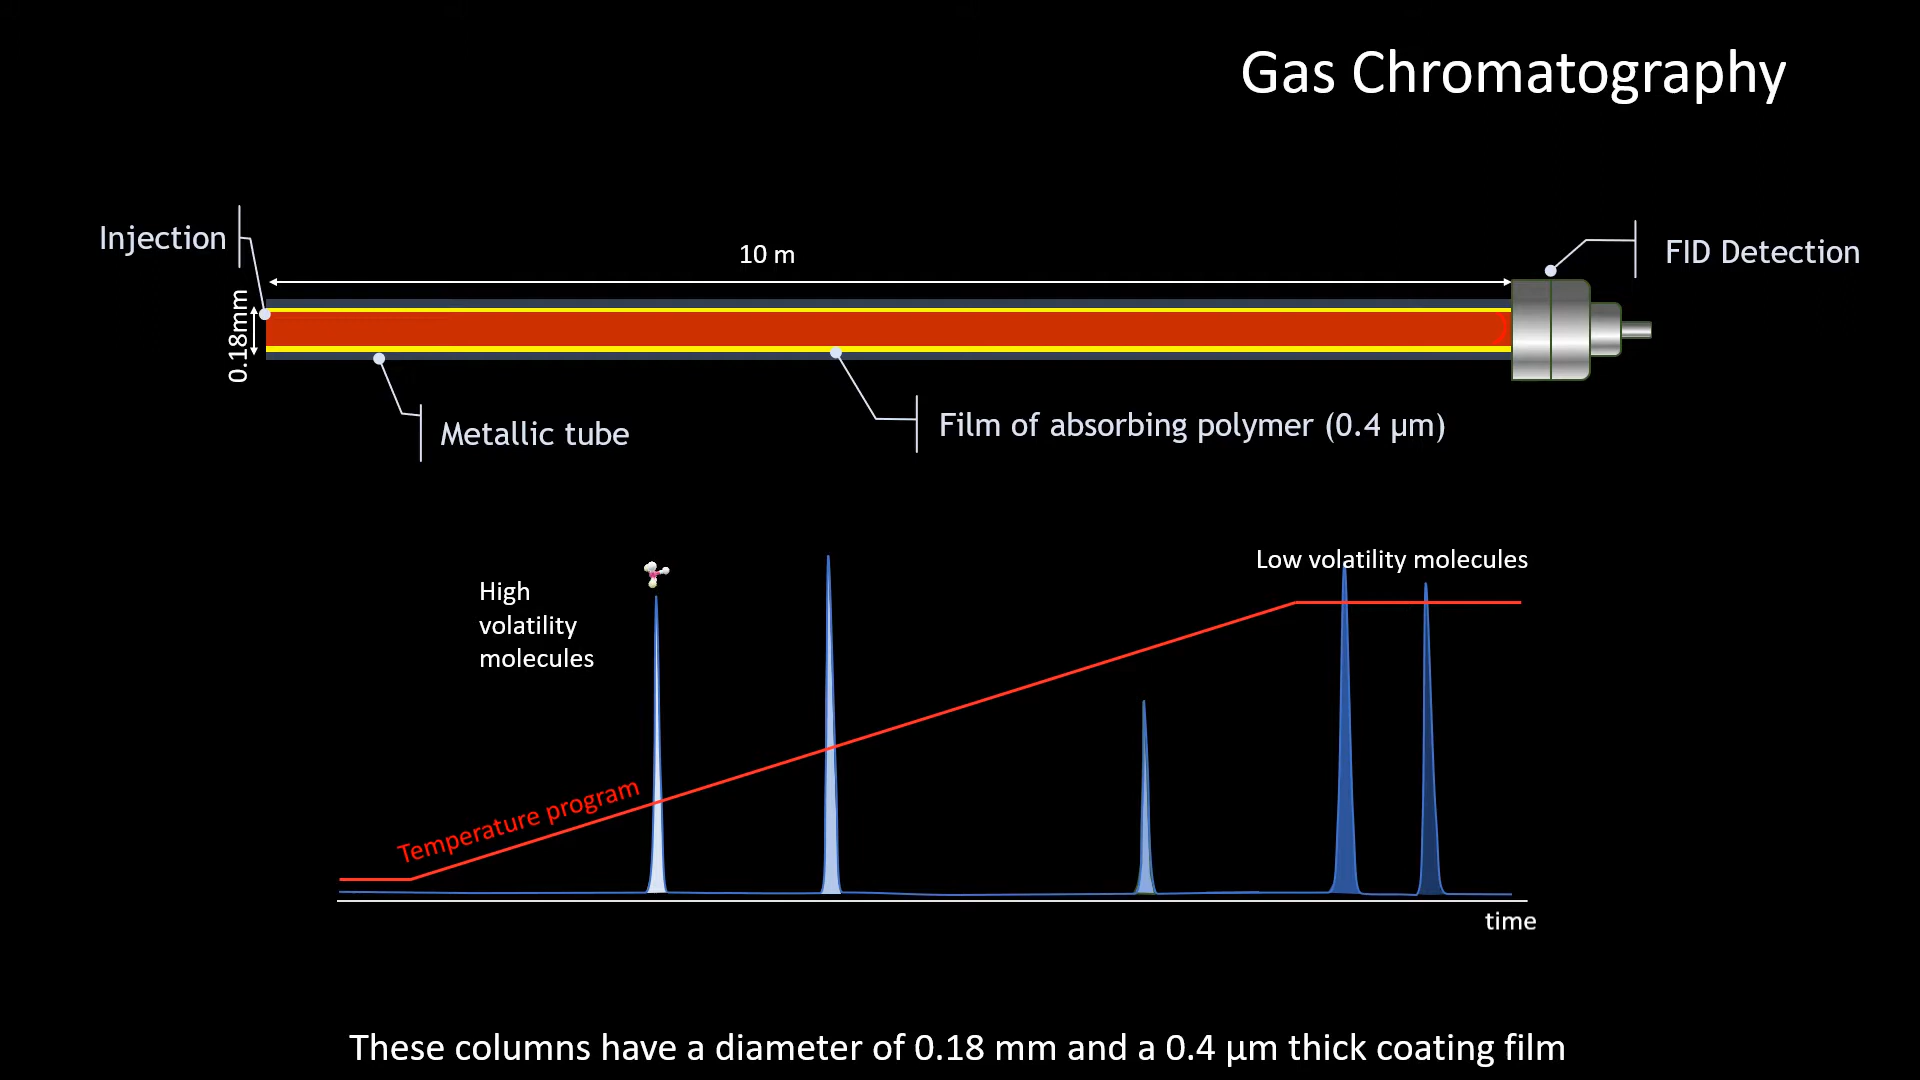 Gas Chromatography
Injection
10 m
FID Detection
0.18mm
Metallic tube
Film of absorbing polymer (0.4 µm)
High
volatility
molecules
Low volatility molecules
Temperature program
time
These columns have a diameter of 0.18 mm and a 0.4 µm thick coating film